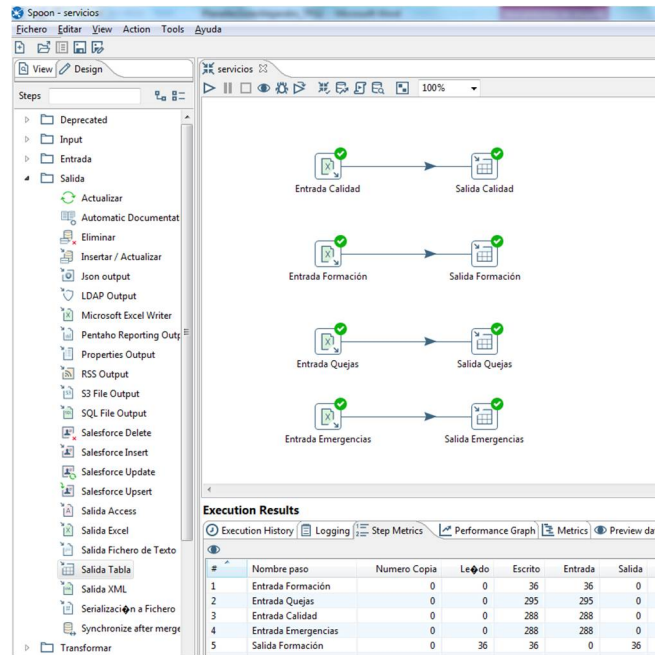 Spoon - servicios
Fichero Editar View Action Tools Ayuda
View Design
servicios
100%
Steps
Deprecated
Input
Entrada
Salida
Actualizar
Automatic Documentat
Eliminar
Insertar / Actualizar
Json output
LDAP Output
Microsoft Excel Writer
Pentaho Reporting Outp
Properties Output
RSS Output
S3 File Output
SQL File Output
Salesforce Delete
Salesforce Insert
Salesforce Update
Salesforce Upsert
Salida Access
Salida Excel
Salida Fichero de Texto
Salida Tabla
Salida XML
Serializaci�n a Fichero
Synchronize after merge
Transformar
Entrada Calidad Salida Calidad
Entrada Formación Salida Formación
Entrada Quejas Salida Quejas
Entrada Emergencias Salida Emergencias
Execution Results
Execution History Logging Step Metrics Performance Graph Metrics Preview da
# Nombre paso Numero Copia Le�do Escrito Entrada Salida
1 Entrada Formación 0 0 36 36 0
2 Entrada Quejas 0 0 295 295 0
3 Entrada Calidad 0 0 288 288 0
4 Entrada Emergencias 0 0 288 288 0
5 Salida Formación 0 36 36 0 36